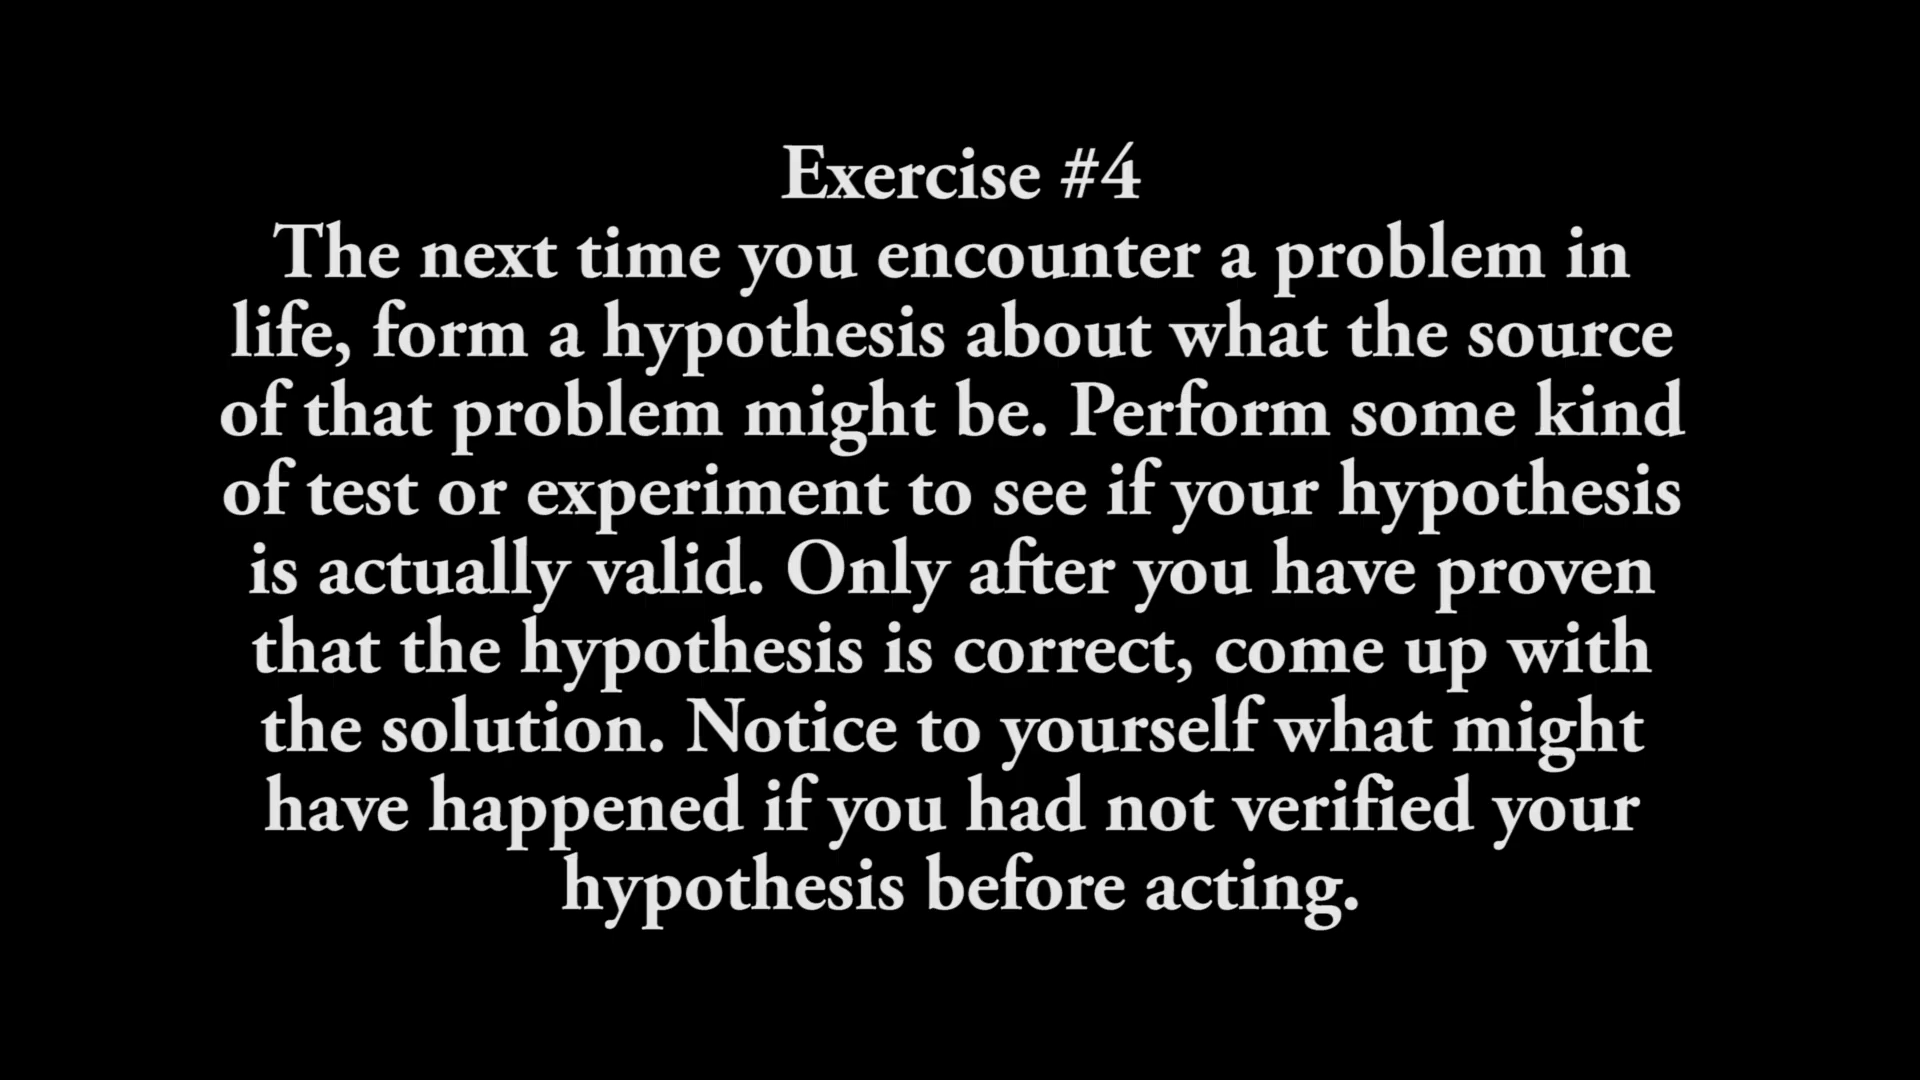 Exercise #4
The next time you encounter a problem in
life, form a hypothesis about what the source
of that problem might be. Perform some kind
of test or experiment to see if your hypothesis
is actually valid. Only after you have proven
that the hypothesis is correct, come up with
the solution. Notice to yourself what might
have happened if you had not verified your
hypothesis before acting.